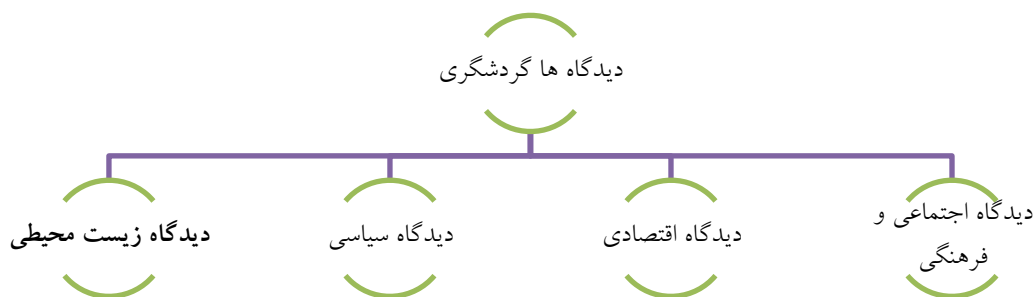 دیدگاه ها گردشگری
دیدگاه اجتماعی و
فرهنگی
دیدگاه اقتصادی
دیدگاه سیاسی
دیدگاه زیست محیطی